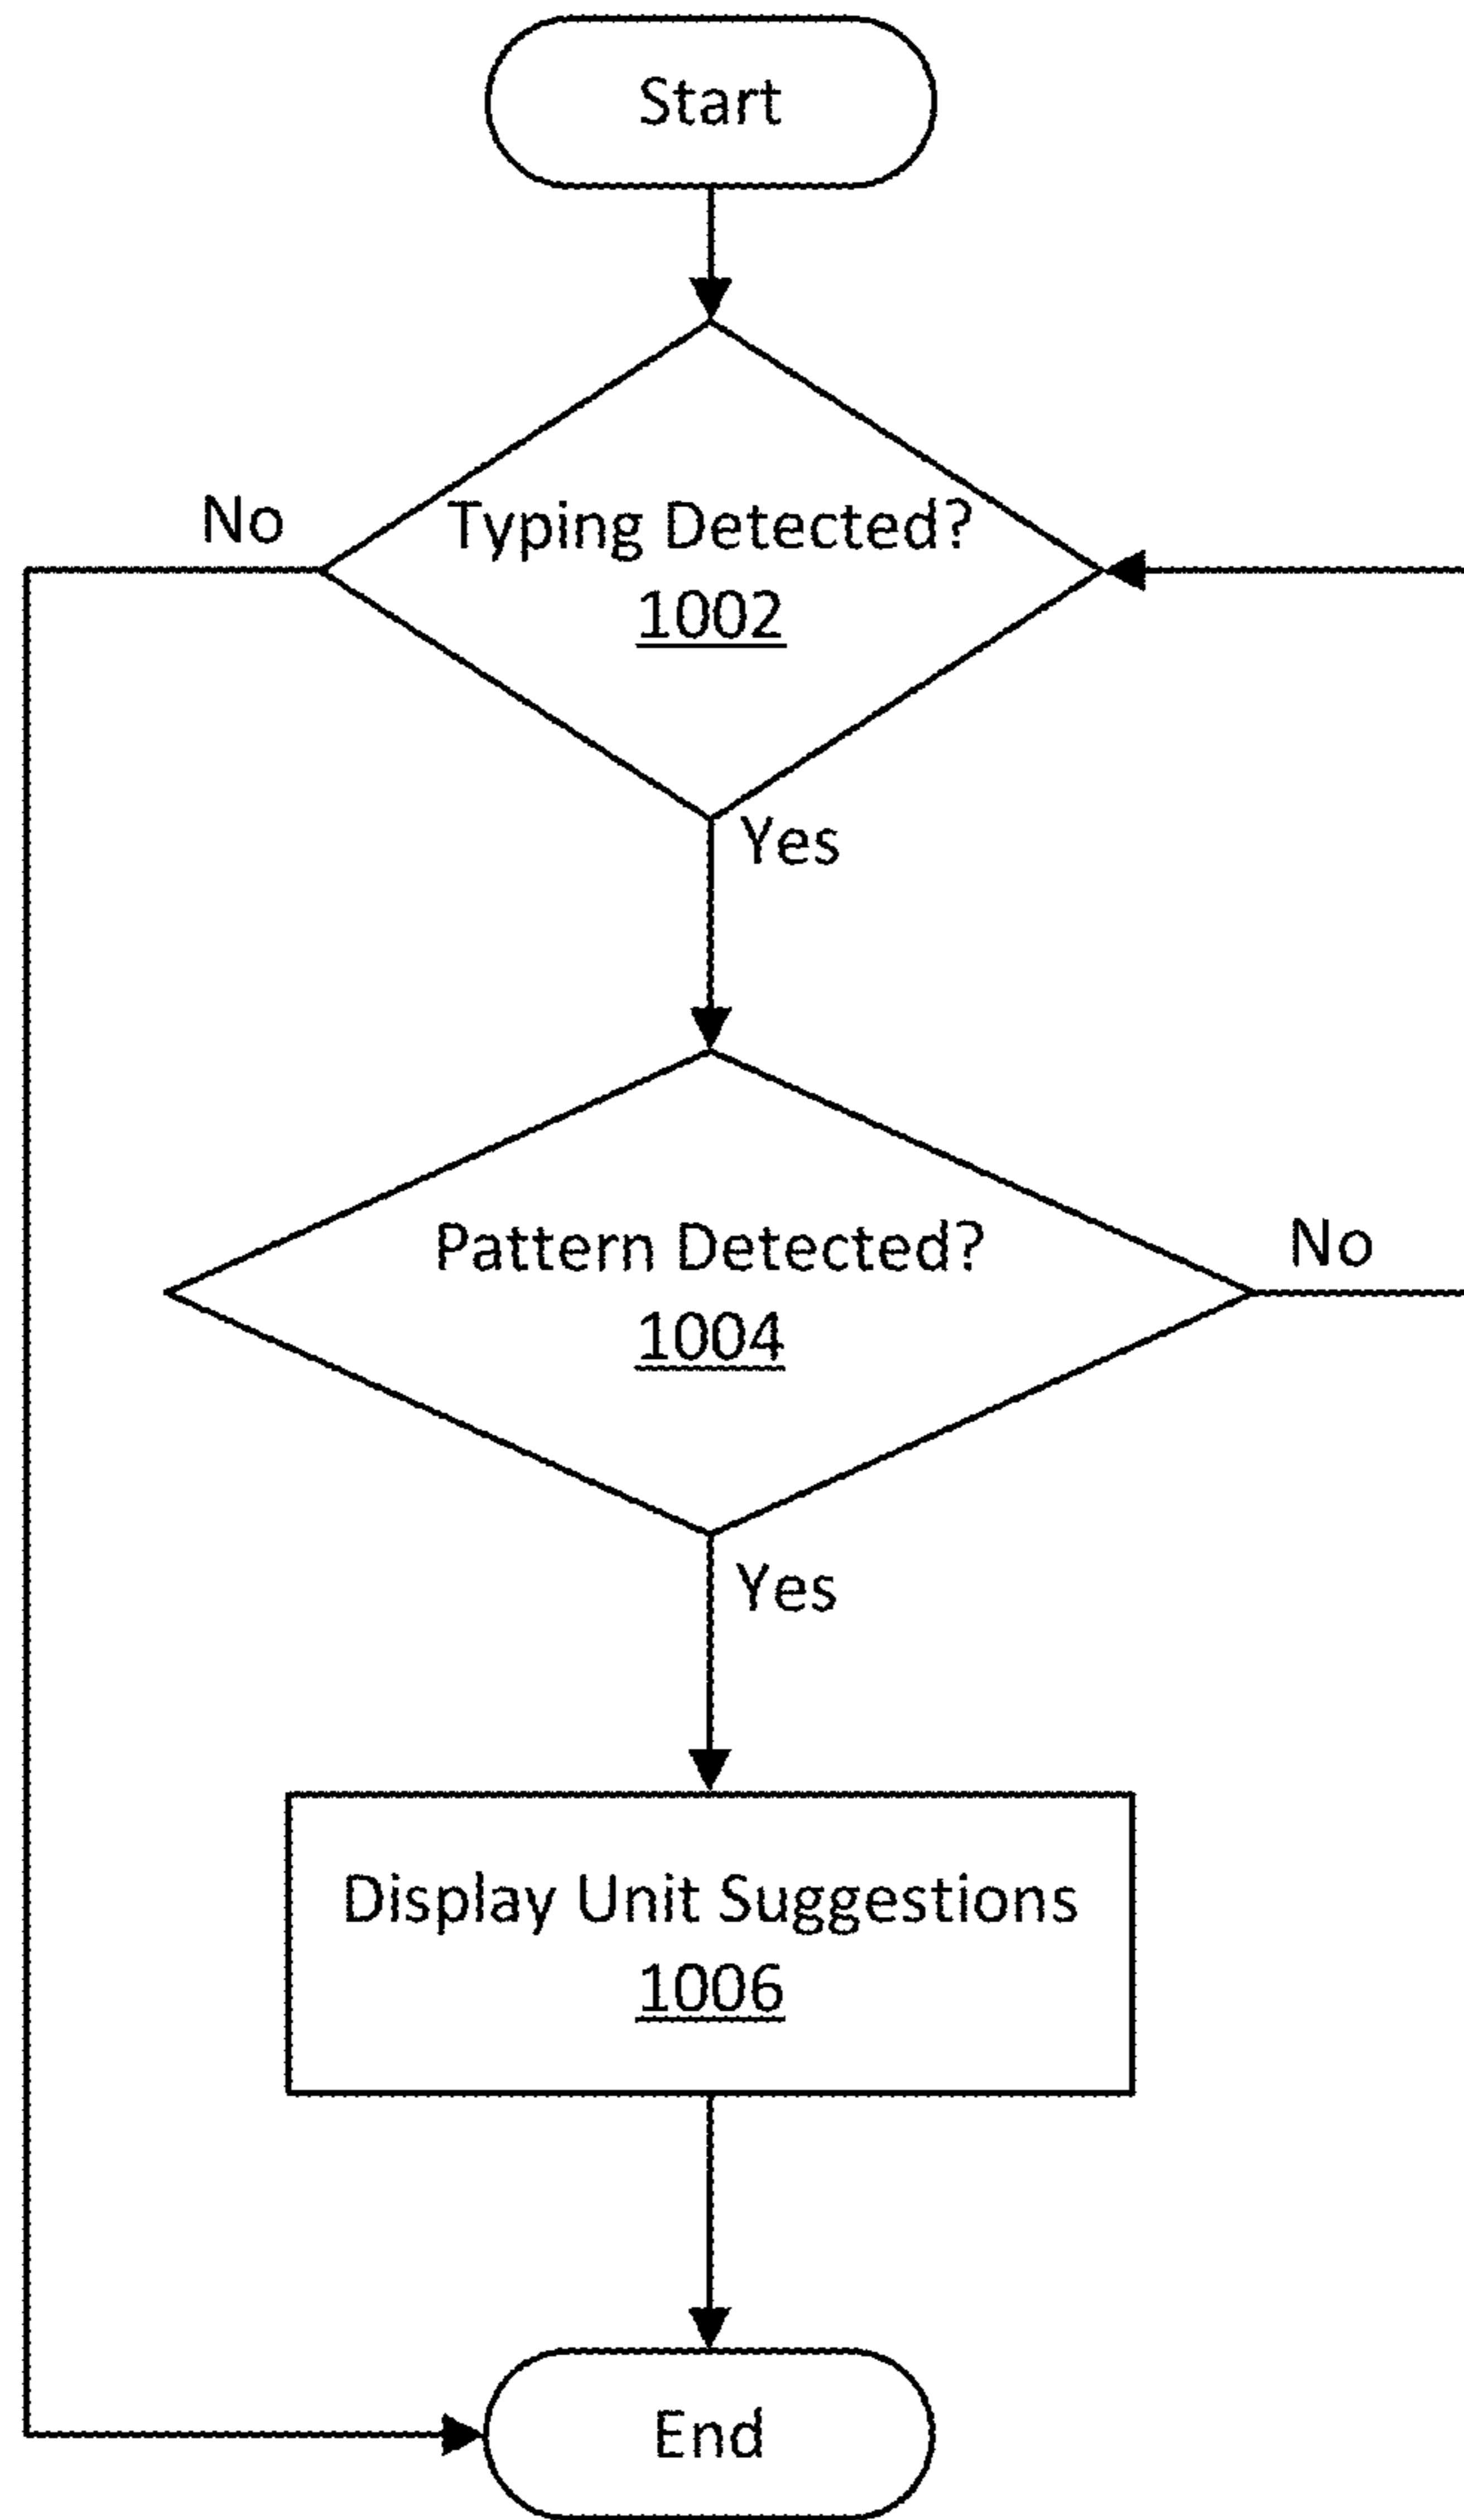 Start
No
Typing Detected?
1002
Yes
Pattern Detected?
No
1004
Yes
Display Unit Suggestions
1006
End